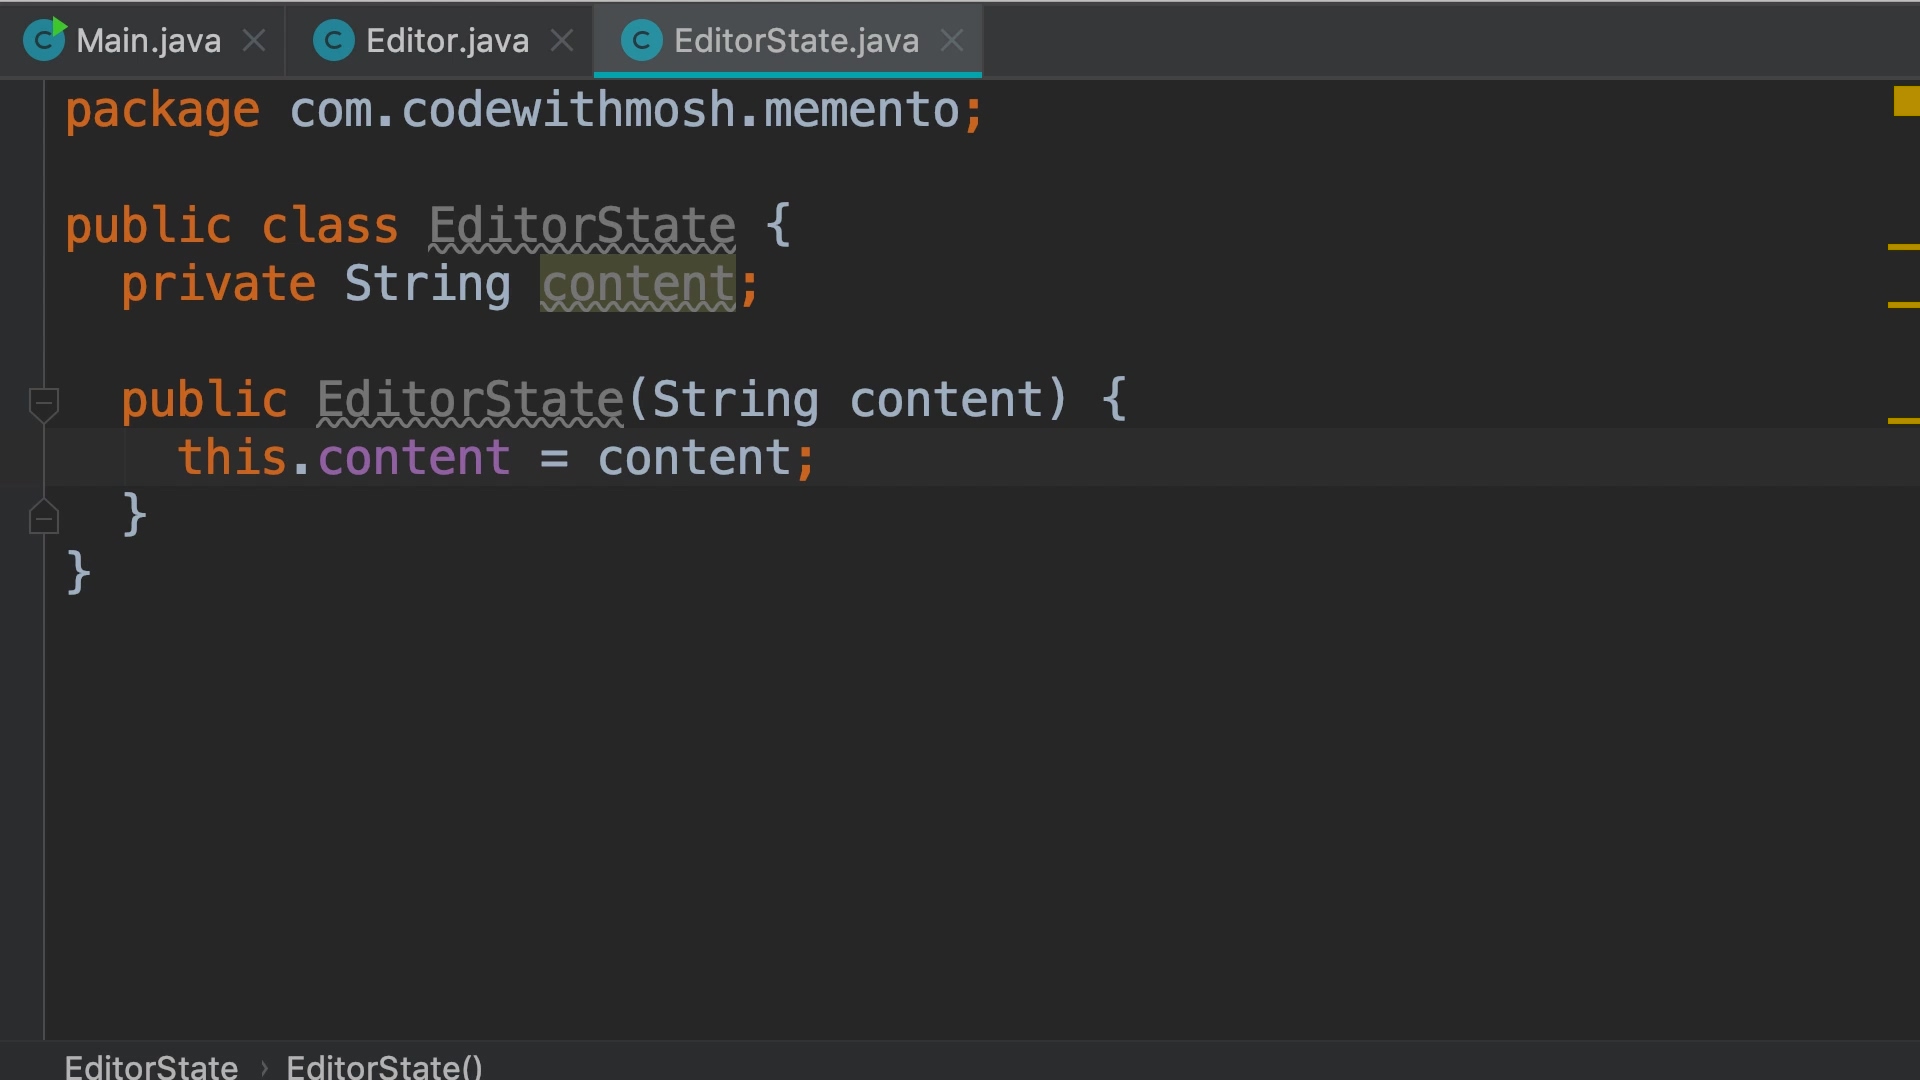 Main.java Editor.java EditorState.java
package com.codewithmosh.memento;
public class EditorState {
private String content;
public EditorState(String content) {
this.content = content;
}
}
EditorState › EditorState()